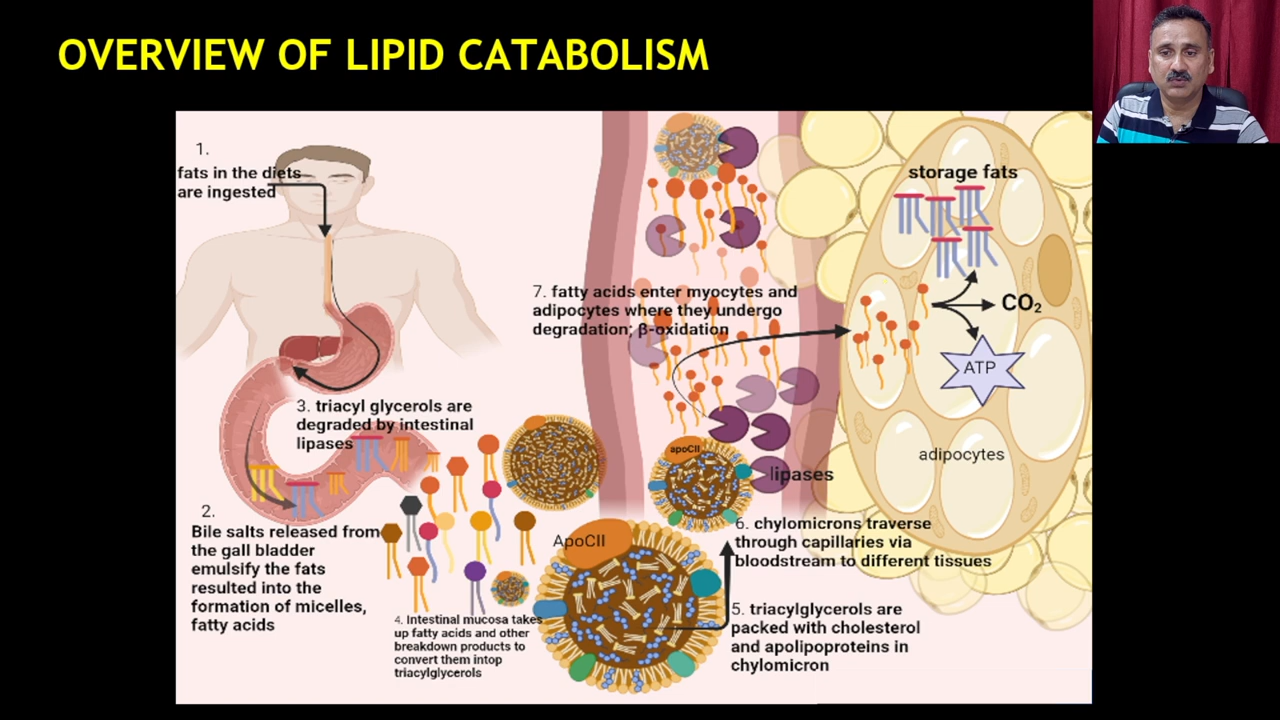 OVERVIEW OF LIPID CATABOLISM
1.
fats in the diets
are ingested
2.
Bile salts released from
the gall bladder
emulsify the fats
resulted into the
formation of micelles,
fatty acids
3. triacyl glycerols are
degraded by intestinal
lipases
4. Intestinal mucosa takes
up fatty acids and other
breakdown products to
convert them intop
triacylglycerols
ApoCII
5. triacylglycerols are
packed with cholesterol
and apolipoproteins in
chylomicron
6. chylomicrons traverse
through capillaries via
bloodstream to different tissues
apoCII
lipases
7. fatty acids enter myocytes and
adipocytes where they undergo
degradation; β-oxidation
storage fats
CO₂
ATP
adipocytes